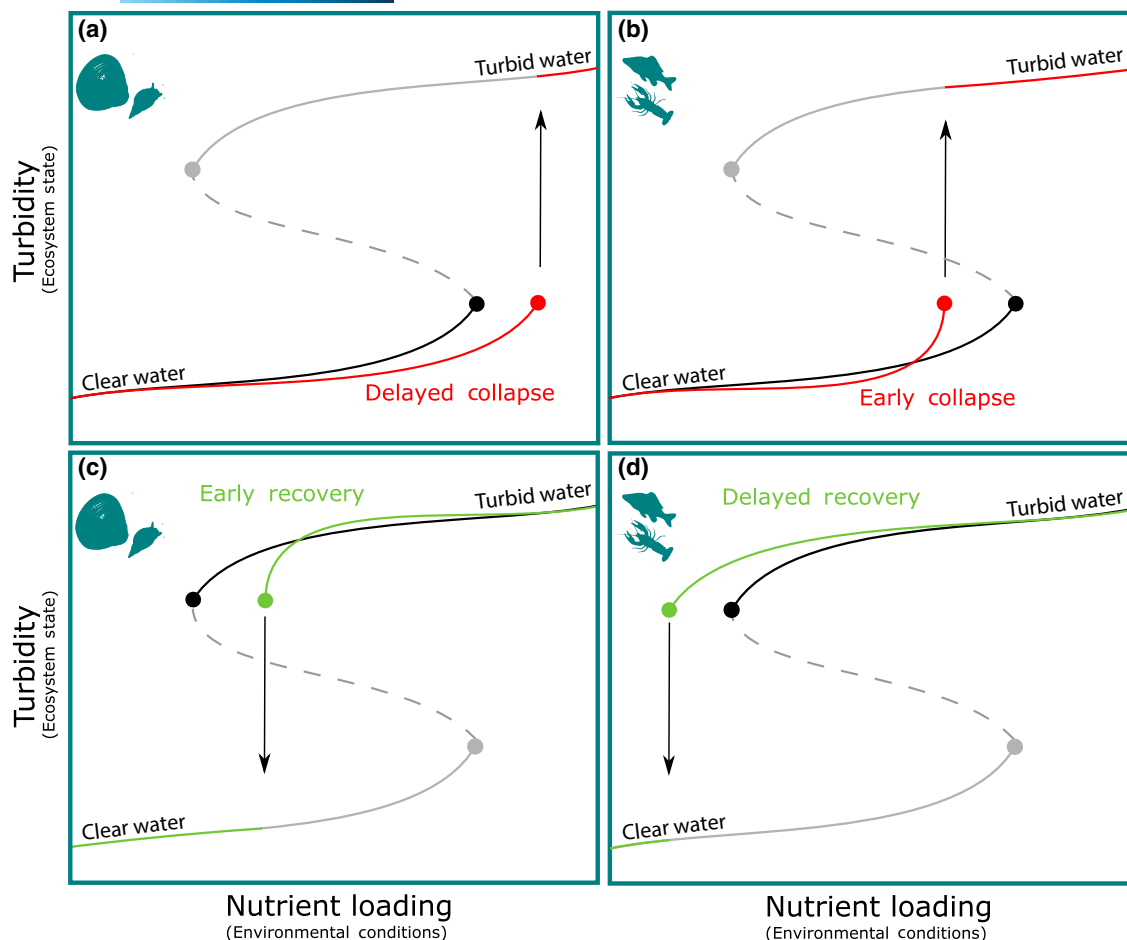 (a)
Turbid water
Clear water
Delayed collapse
(b)
Turbid water
Clear water
Early collapse
Turbidity
(Ecosystem state)
(c)
Early recovery
Turbid water
Clear water
(d)
Delayed recovery
Turbid water
Clear water
Turbidity
(Ecosystem state)
Nutrient loading
(Environmental conditions)
Nutrient loading
(Environmental conditions)